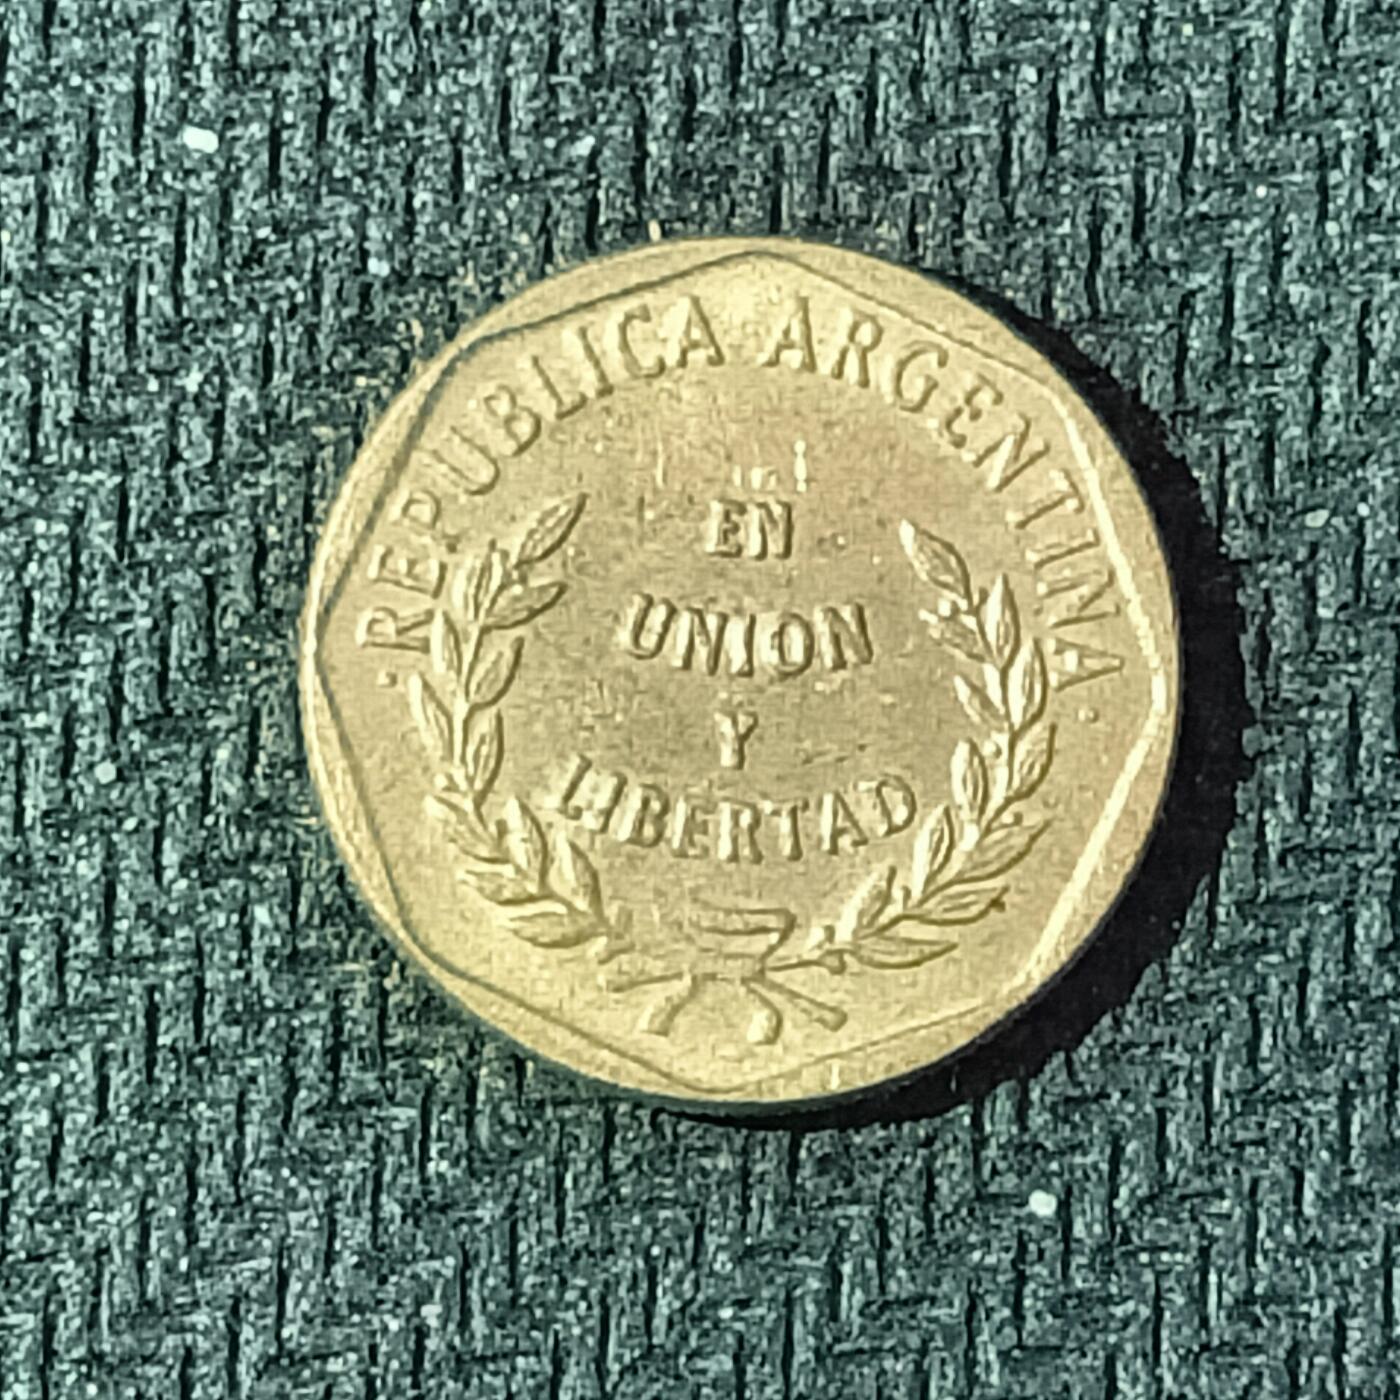 ·REPUBLICA ARGENTINA·
EN
UNION
Y
LIBERTAD